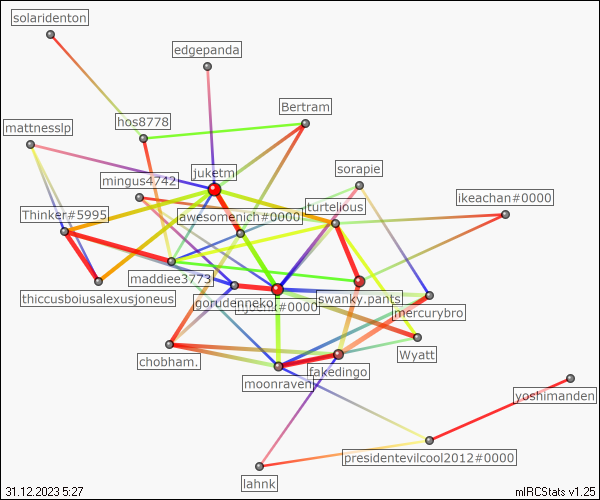 solaridenton
edgepanda
Bertram
hos8778
mattnesslp
juketm
sorapie
mingus4742
ikeachan#0000
Thinker#5995
awesomenich#0000
turtelious
maddiee3773
thiccusboiusalexusjoneus
gorudenneko
#0000
swanky.pants
mercurybro
chobham.
Wyatt
fakedingo
moonraven
yoshimanden
presidentevilcool2012#0000
lahnk
31.12.2023 5:27
mIRCStats v1.25